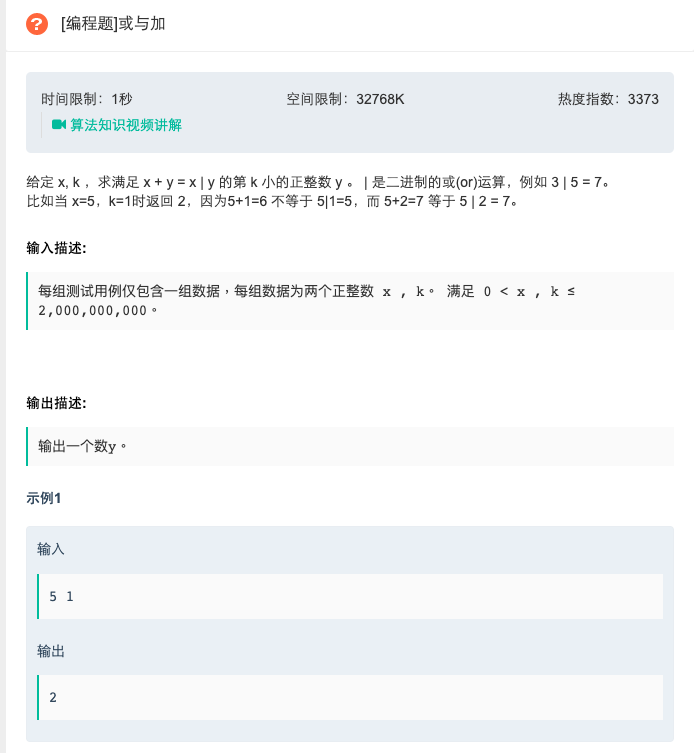 ?
[编程题]或与加
时间限制：1秒 空间限制：32768K 热度指数：3373
算法知识视频讲解
给定 x, k ，求满足 x + y = x | y 的第 k 小的正整数 y 。 | 是二进制的或(or)运算，例如 3 | 5 = 7。
比如当 x=5，k=1时返回 2，因为5+1=6 不等于 5|1=5，而 5+2=7 等于 5 | 2 = 7。
输入描述:
每组测试用例仅包含一组数据，每组数据为两个正整数 x , k。 满足 0 < x , k ≤
2,000,000,000。
输出描述:
输出一个数y。
示例1
输入
5 1
输出
2